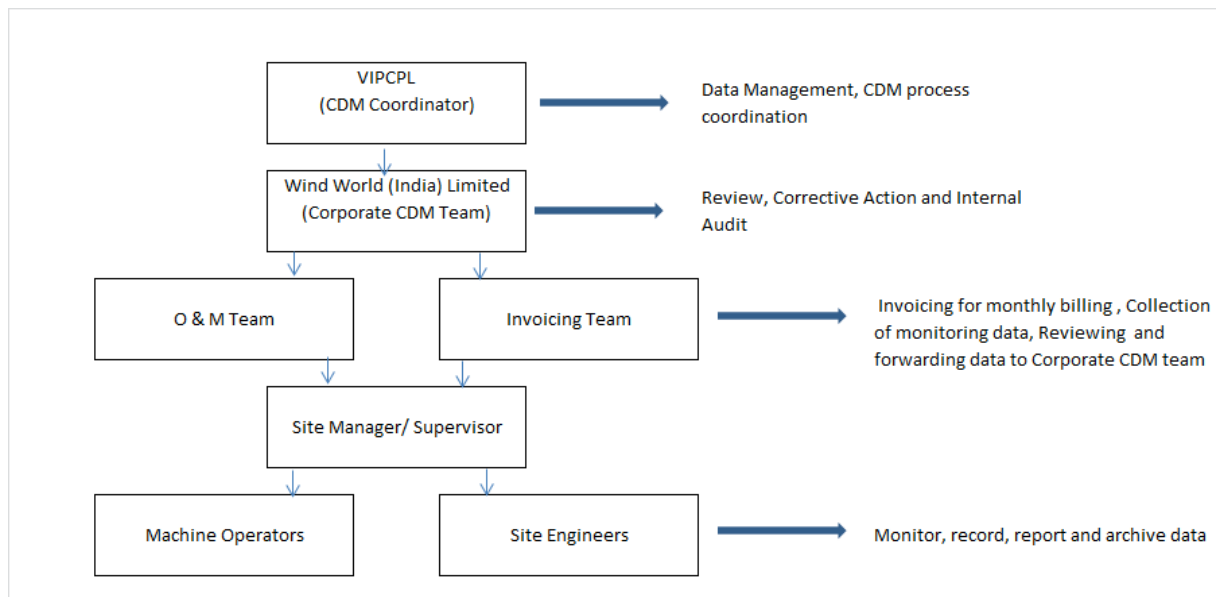 VIPCPL
(CDM Coordinator)
Data Management, CDM process
coordination
Wind World (India) Limited
(Corporate CDM Team)
Review, Corrective Action and Internal
Audit
O & M Team
Invoicing Team
Invoicing for monthly billing , Collection
of monitoring data, Reviewing and
forwarding data to Corporate CDM team
Site Manager/ Supervisor
Machine Operators
Site Engineers
Monitor, record, report and archive data